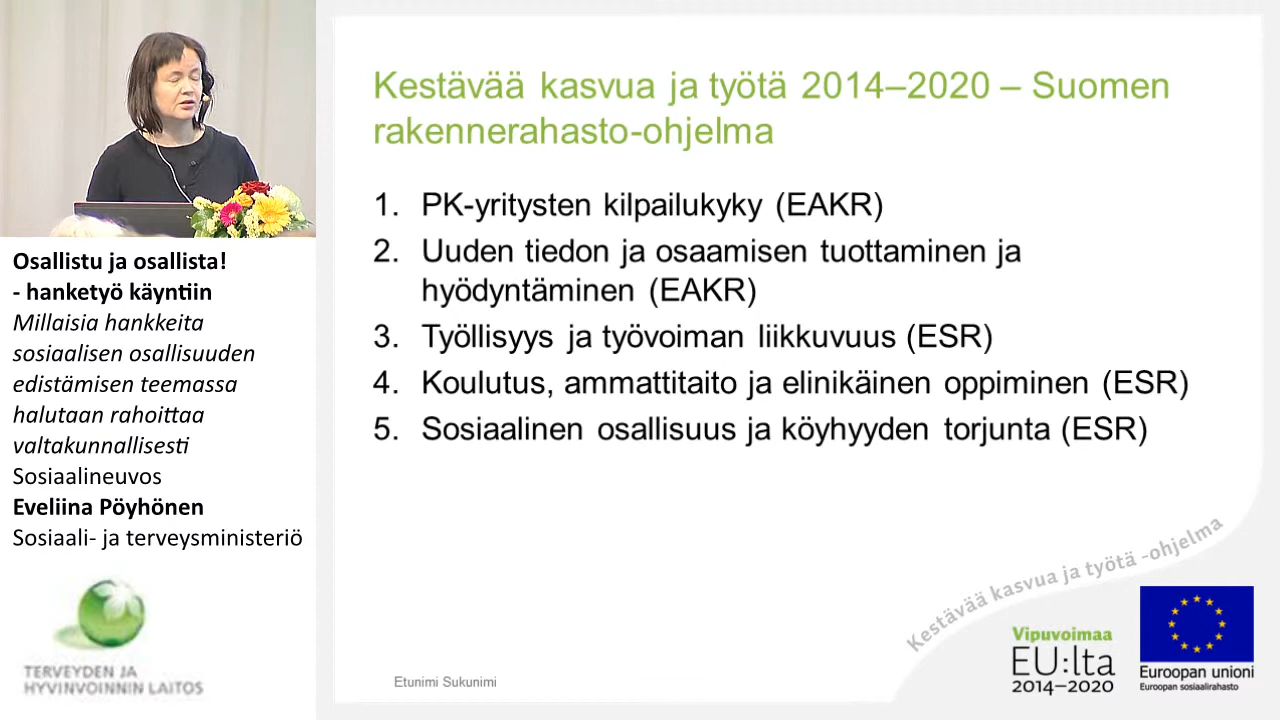 Osallistu ja osallista!
- hanketyö käyntiin
Millaisia hankkeita
sosiaalisen osallisuuden
edistämisen teemassa
halutaan rahoittaa
valtakunnallisesti
Sosiaalineuvos
Eveliina Pöyhönen
Sosiaali- ja terveysministeriö
TERVEYDEN JA
HYVINVOINNIN LAITOS
Kestävää kasvua ja työtä 2014–2020 – Suomen
rakennerahasto-ohjelma
1. PK-yritysten kilpailukyky (EAKR)
2. Uuden tiedon ja osaamisen tuottaminen ja
hyödyntäminen (EAKR)
3. Työllisyys ja työvoiman liikkuvuus (ESR)
4. Koulutus, ammattitaito ja elinikäinen oppiminen (ESR)
5. Sosiaalinen osallisuus ja köyhyyden torjunta (ESR)
Kestävää kasvua ja työtä -ohjelma
Etunimi Sukunimi
Vipuvoimaa
EU:lta
2014–2020
Euroopan unioni
Euroopan sosiaalirahasto